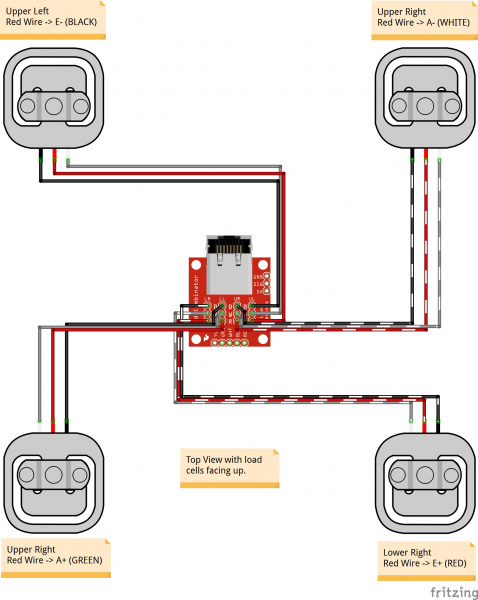 Upper Left
Red Wire -> E- (BLACK)
Upper Right
Red Wire -> A- (WHITE)
GND
Top View with load
cells facing up.
Upper Right
Red Wire -> A+ (GREEN)
Lower Right
Red Wire -> E+ (RED)
fritzing